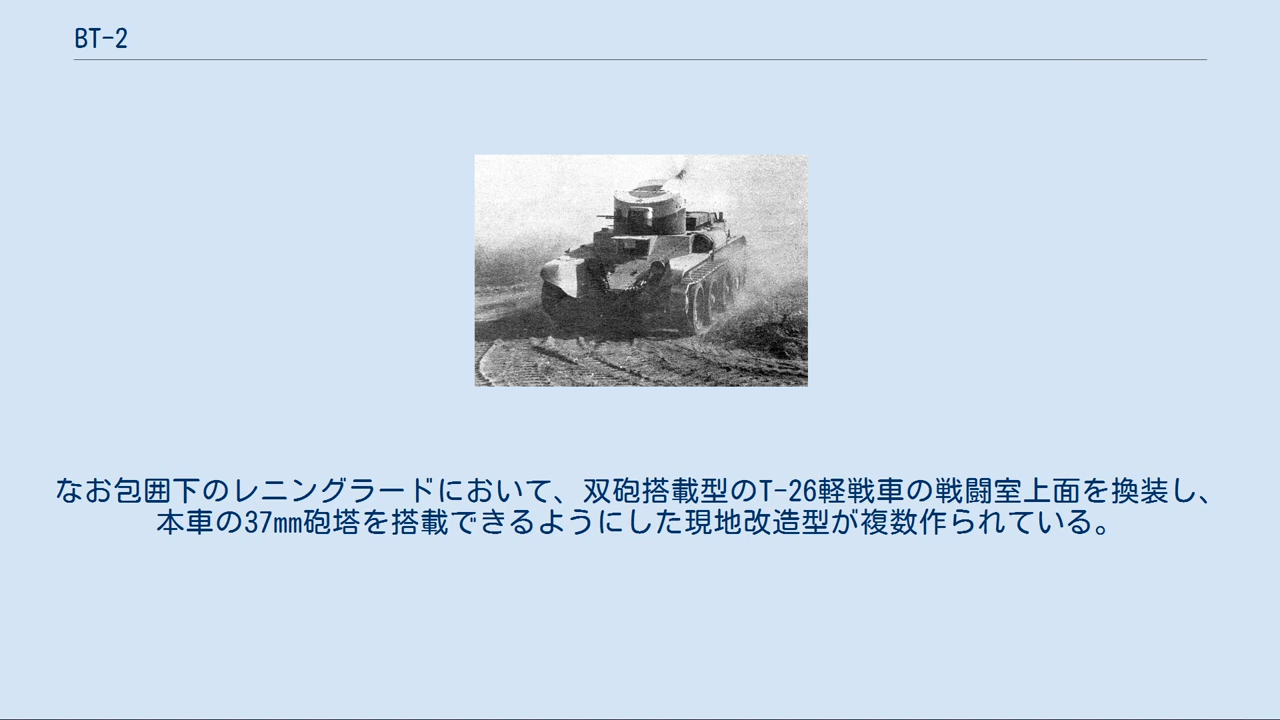 BT-2
なお包囲下のレニングラードにおいて、双砲搭載型のT-26軽戦車の戦闘室上面を換装し、
本車の37mm砲塔を搭載できるようにした現地改造型が複数作られている。